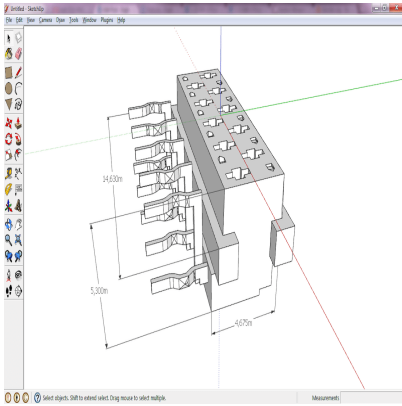 Untitled - SketchUp
File Edit View Camera Draw Tools Window Plugins Help
14,630m
5,300m
4,675m
Select objects. Shift to extend select. Drag mouse to select multiple.
Measurements